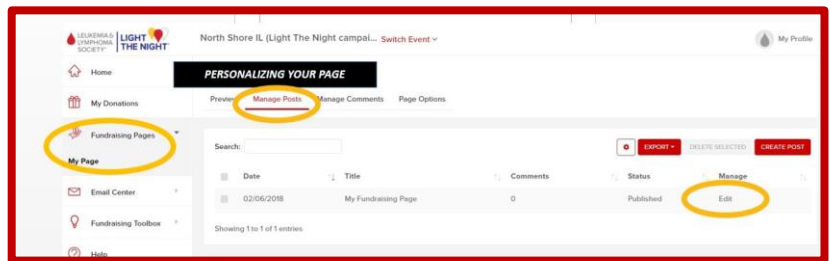 LEUKEMIA &
LYMPHOMA
SOCIETY
LIGHT
THE NIGHT
North Shore IL (Light The Night campai... Switch Event
My Profile
Home
PERSONALIZING YOUR PAGE
My Donations
Preview Manage Posts Manage Comments Page Options
Fundraising Pages
Search:
EXPORT DELETE SELECTED CREATE POST
My Page
Date Title Comments Status Manage
Email Center
02/06/2018 My Fundraising Page 0 Published Edit
Fundraising Toolbox
Showing 1 to 1 of 1 entries
Help